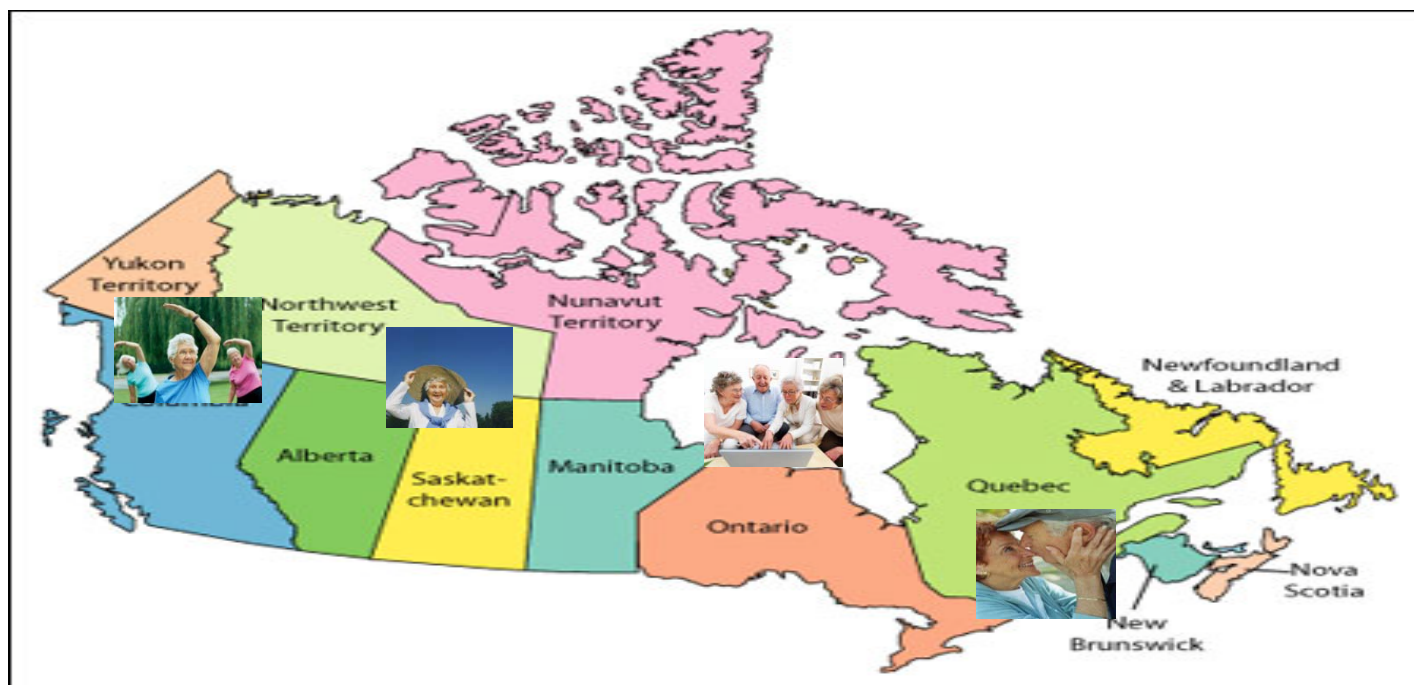 Yukon
Territory
Northwest
Territory
Nunavut
Territory
Newfoundland
& Labrador
Alberta
Saskat-
chewan
Manitoba
Ontario
Quebec
Nova
Scotia
New
Brunswick